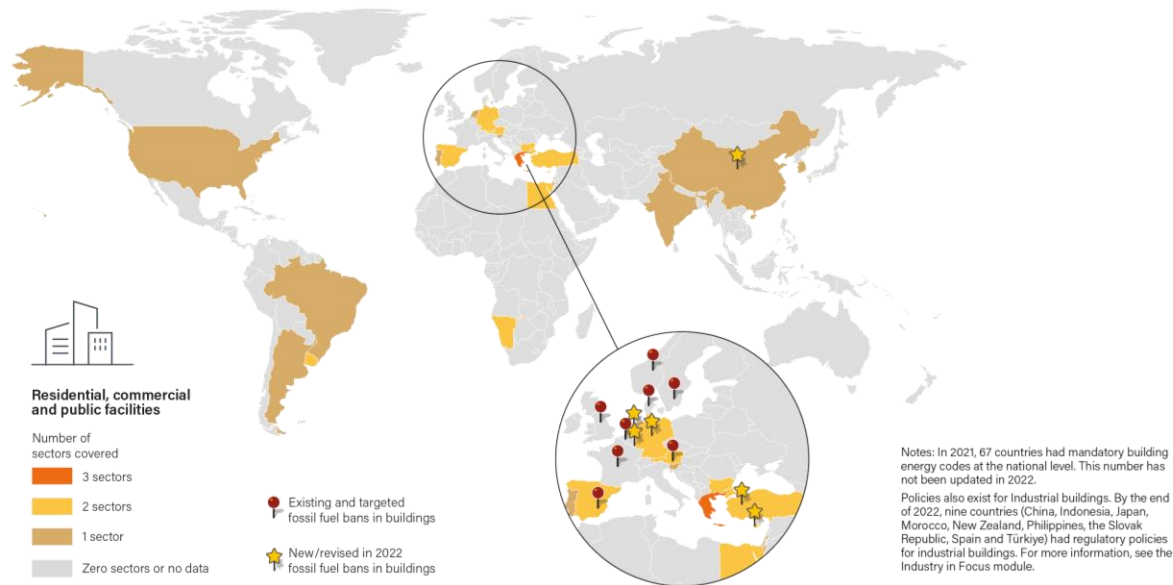 Residential, commercial
and public facilities
Number of
sectors covered
3 sectors
2 sectors
1 sector
Zero sectors or no data
Existing and targeted
fossil fuel bans in buildings
New/revised in 2022
fossil fuel bans in buildings
Notes: In 2021, 67 countries had mandatory building
energy codes at the national level. This number has
not been updated in 2022.
Policies also exist for Industrial buildings. By the end
of 2022, nine countries (China, Indonesia, Japan,
Morocco, New Zealand, Philippines, the Slovak
Republic, Spain and Türkiye) had regulatory policies
for industrial buildings. For more information, see the
Industry in Focus module.